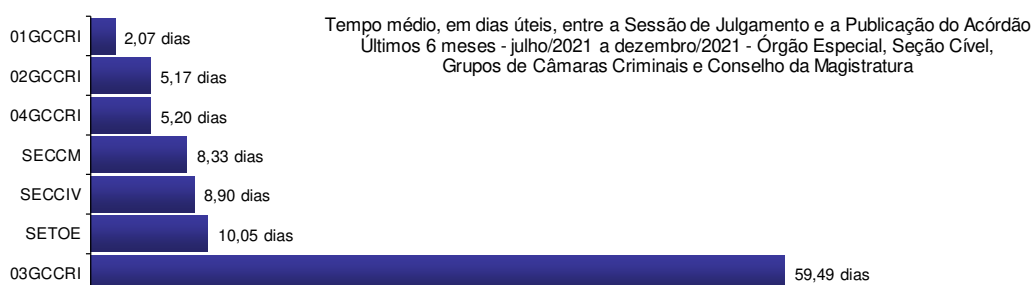 Tempo médio, em dias úteis, entre a Sessão de Julgamento e a Publicação do Acórdão
Últimos 6 meses - julho/2021 a dezembro/2021 - Órgão Especial, Seção Cível,
Grupos de Câmaras Criminais e Conselho da Magistratura
01GCCRI 2,07 dias
02GCCRI 5,17 dias
04GCCRI 5,20 dias
SECCM 8,33 dias
SECCIV 8,90 dias
SETOE 10,05 dias
03GCCRI 59,49 dias